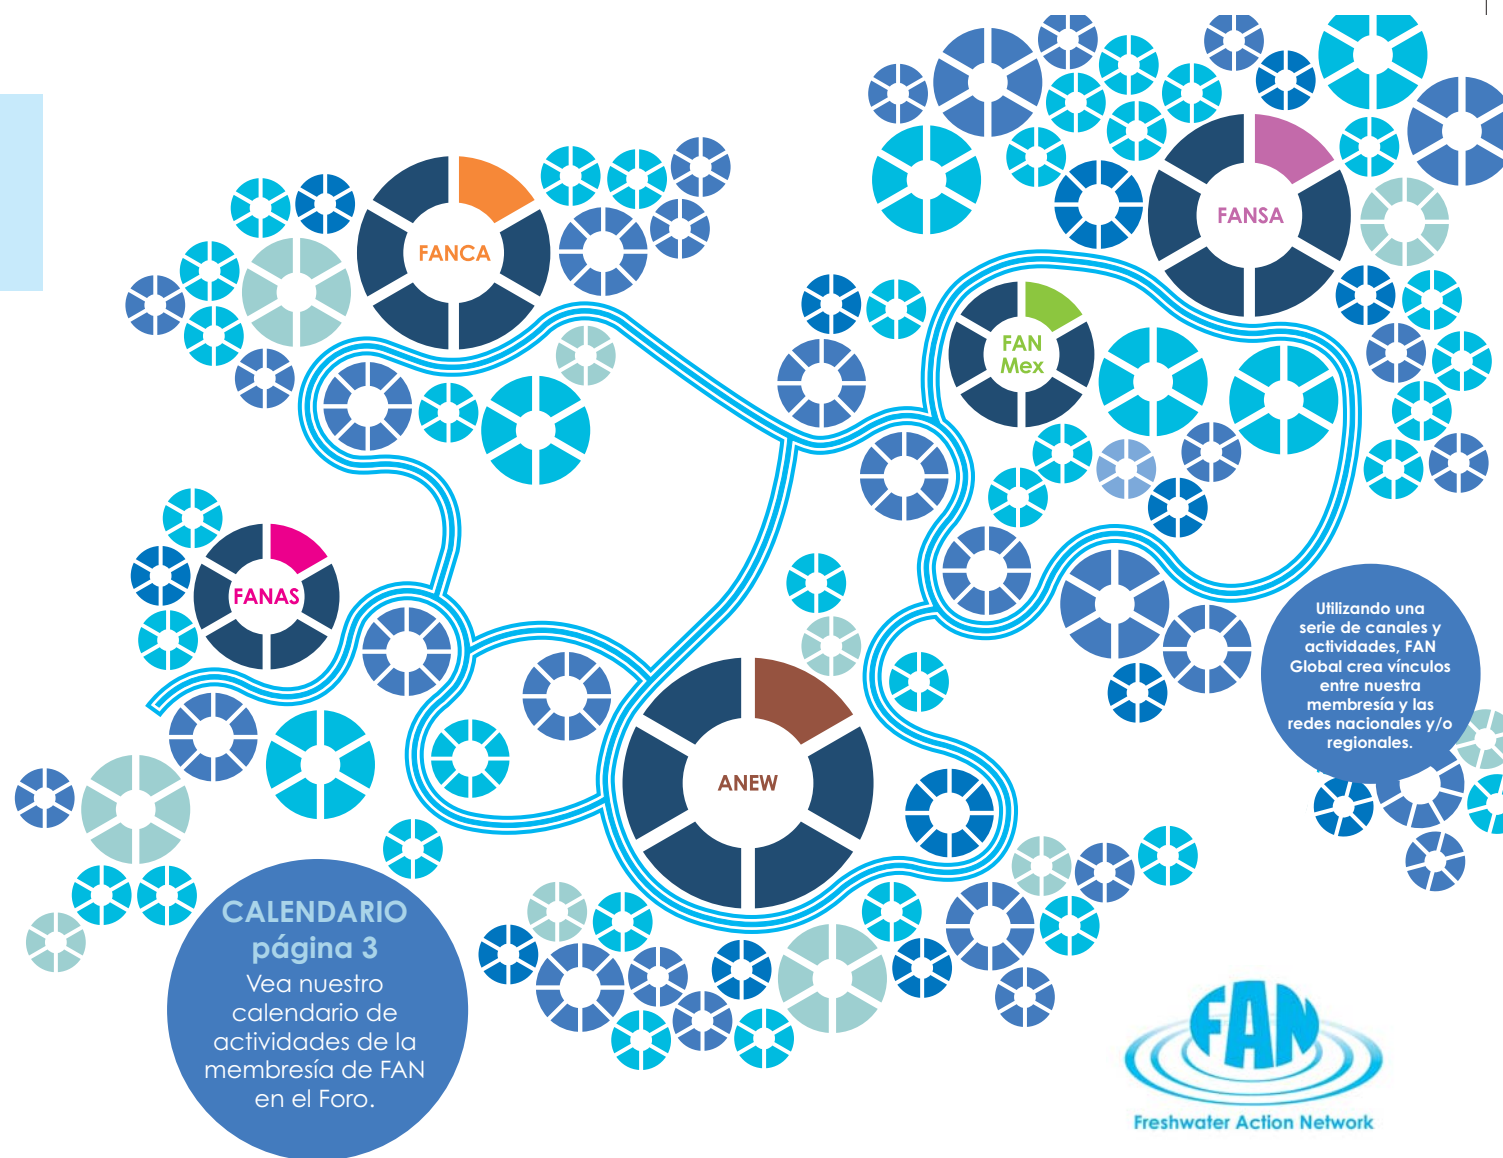 FANCA
FANSA
FAN
Mex
FANAS
Utilizando una
serie de canales y
actividades, FAN
Global crea vínculos
entre nuestra
membresía y las
redes nacionales y/o
regionales.
ANEW
CALENDARIO
página 3
Vea nuestro
calendario de
actividades de la
membresía de FAN
en el Foro.
FAN
Freshwater Action Network